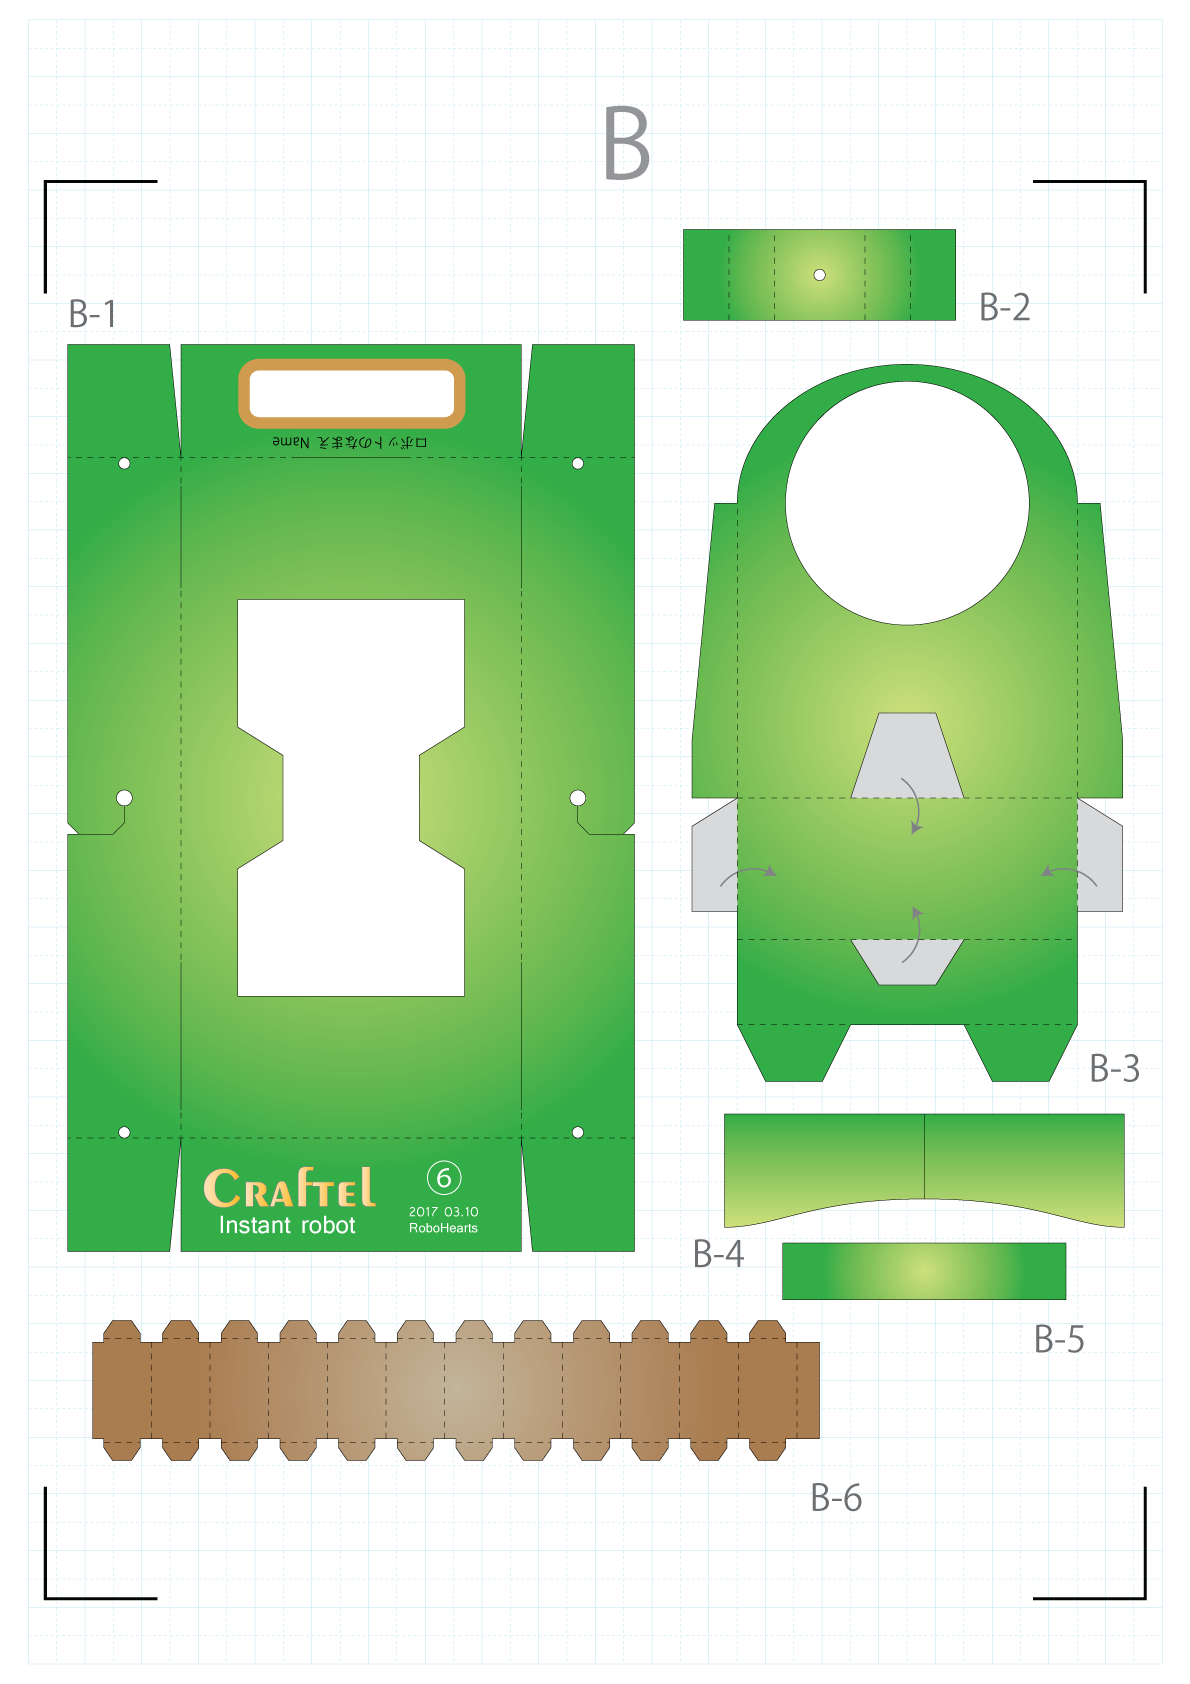 B
B-1
B-2
ロボットのなまえ Name
B-3
CRAFTEL
Instant robot
6
2017 03.10
RoboHearts
B-4
B-5
B-6